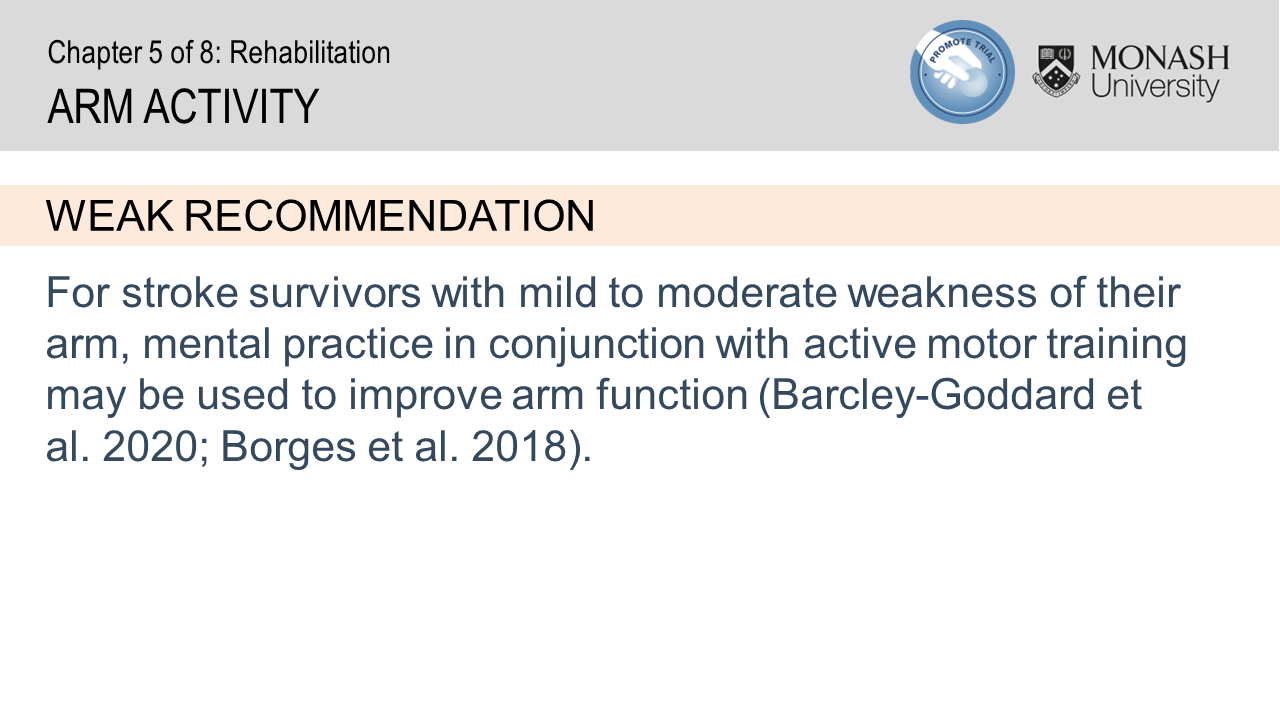 Chapter 5 of 8: Rehabilitation
ARM ACTIVITY
PROMOTE TRIAL
MONASH
University
WEAK RECOMMENDATION
For stroke survivors with mild to moderate weakness of their
arm, mental practice in conjunction with active motor training
may be used to improve arm function (Barcley-Goddard et
al. 2020; Borges et al. 2018).